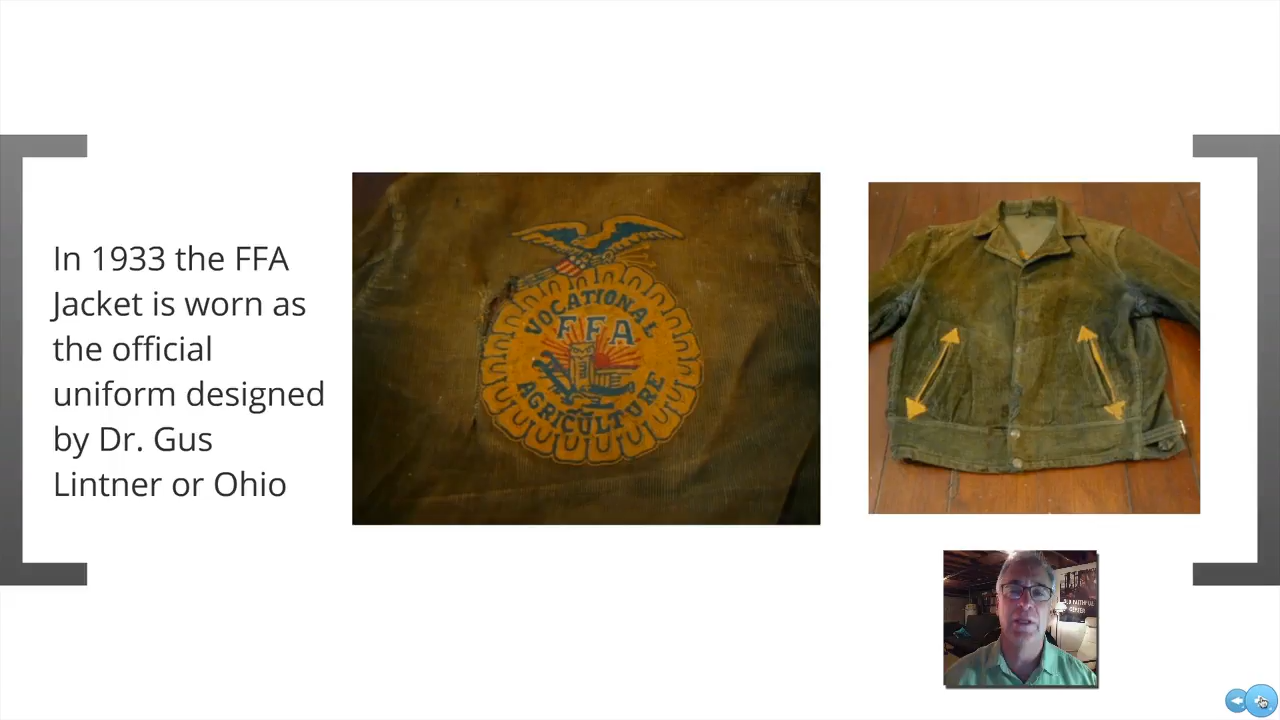 In 1933 the FFA
Jacket is worn as
the official
uniform designed
by Dr. Gus
Lintner or Ohio
VOCATIONAL
FFA
AGRICULTURE
CENTER